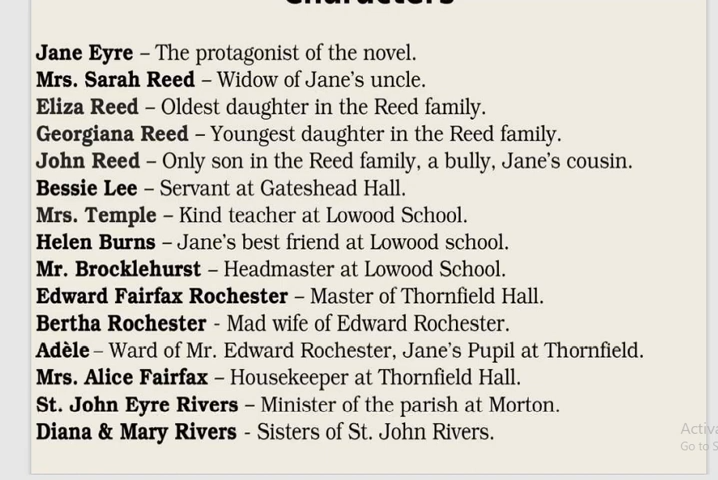 Characters
Jane Eyre – The protagonist of the novel.
Mrs. Sarah Reed – Widow of Jane's uncle.
Eliza Reed – Oldest daughter in the Reed family.
Georgiana Reed – Youngest daughter in the Reed family.
John Reed – Only son in the Reed family, a bully, Jane's cousin.
Bessie Lee – Servant at Gateshead Hall.
Mrs. Temple – Kind teacher at Lowood School.
Helen Burns – Jane's best friend at Lowood school.
Mr. Brocklehurst – Headmaster at Lowood School.
Edward Fairfax Rochester – Master of Thornfield Hall.
Bertha Rochester - Mad wife of Edward Rochester.
Adèle – Ward of Mr. Edward Rochester, Jane's Pupil at Thornfield.
Mrs. Alice Fairfax – Housekeeper at Thornfield Hall.
St. John Eyre Rivers – Minister of the parish at Morton.
Diana & Mary Rivers - Sisters of St. John Rivers.
Activa
Go to S